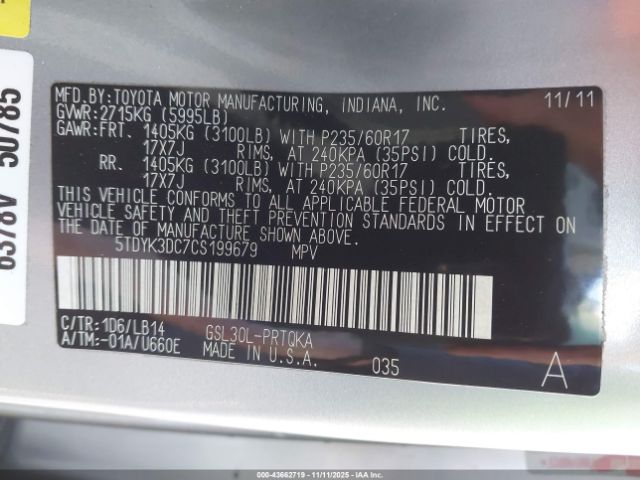 6378V 50785
MFD.BY:TOYOTA MOTOR MANUFACTURING, INDIANA, INC. 11/11
GVWR:2715KG (5995LB)
GAWR:FRT. 1405KG (3100LB) WITH P235/60R17 TIRES,
17X7J RIMS, AT 240KPA (35PSI) COLD.
RR. 1405KG (3100LB) WITH P235/60R17 TIRES,
17X7J RIMS, AT 240KPA (35PSI) COLD.
THIS VEHICLE CONFORMS TO ALL APPLICABLE FEDERAL MOTOR
VEHICLE SAFETY AND THEFT PREVENTION STANDARDS IN EFFECT ON
THE DATE OF MANUFACTURE SHOWN ABOVE.
5TDYK3DC7CS199679 MPV
C/TR:1D6/LB14 GSL30L-PRTQKA
A/TM:-01A/U660E MADE IN U.S.A. 035 A
000-43662719 - 11/11/2025 - IAAI.COM